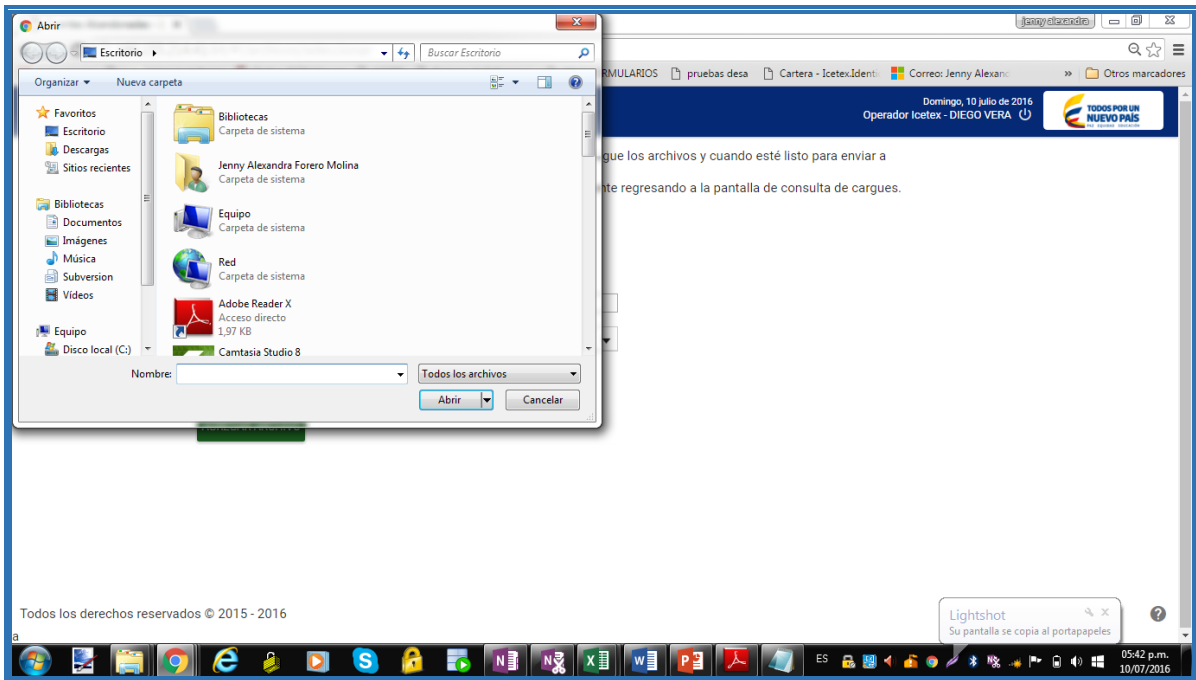 Abrir
jenny alexandra
Escritorio
Buscar Escritorio
Organizar
Nueva carpeta
RMULARIOS
pruebas desa
Cartera - Icetex.Identi
Correo: Jenny Alexand
»
Otros marcadores
Favoritos
Escritorio
Descargas
Sitios recientes
Bibliotecas
Documentos
Imágenes
Música
Subversion
Vídeos
Equipo
Disco local (C:)
Bibliotecas
Carpeta de sistema
Jenny Alexandra Forero Molina
Carpeta de sistema
Equipo
Carpeta de sistema
Red
Carpeta de sistema
Adobe Reader X
Acceso directo
1,97 KB
Camtasia Studio 8
Nombre:
Todos los archivos
Abrir
Cancelar
Domingo, 10 julio de 2016
Operador Icetex - DIEGO VERA
TODOS POR UN
NUEVO PAÍS
PAZ EQUIDAD EDUCACIÓN
gue los archivos y cuando esté listo para enviar a
nte regresando a la pantalla de consulta de cargues.
Todos los derechos reservados © 2015 - 2016
a
Lightshot
Su pantalla se copia al portapapeles
ES
05:42 p.m.
10/07/2016